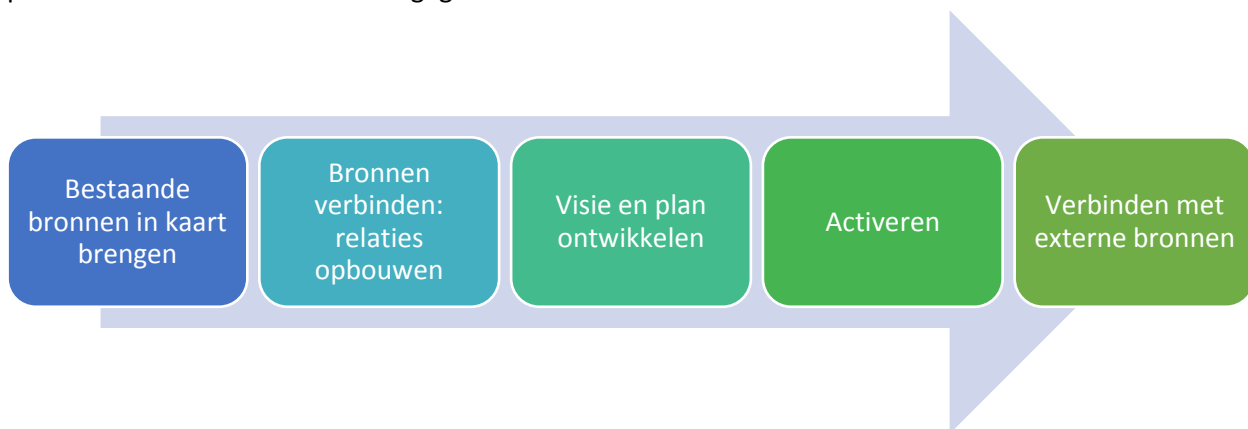 Bestaande
bronnen in kaart
brengen
Bronnen
verbinden:
relaties
opbouwen
Visie en plan
ontwikkelen
Activeren
Verbinden met
externe bronnen